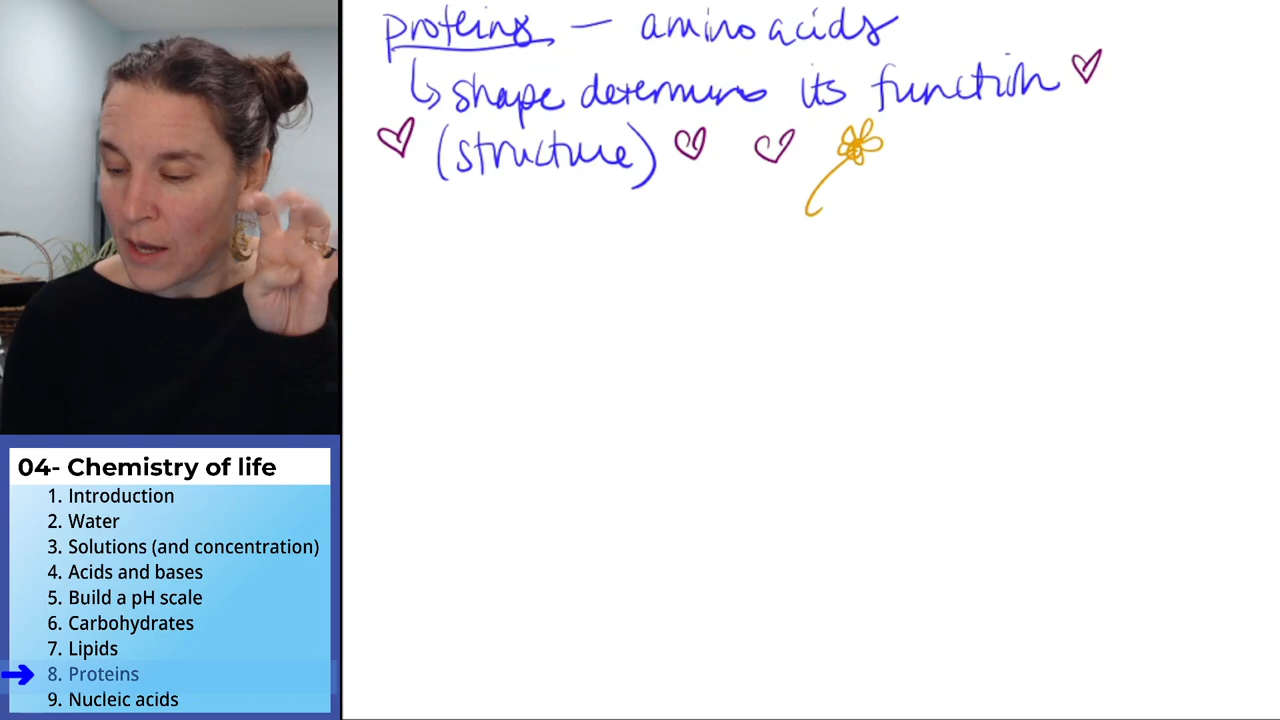 proteins — amino acids
↳ shape determines its function
(structure)
04- Chemistry of life
1. Introduction
2. Water
3. Solutions (and concentration)
4. Acids and bases
5. Build a pH scale
6. Carbohydrates
7. Lipids
8. Proteins
9. Nucleic acids